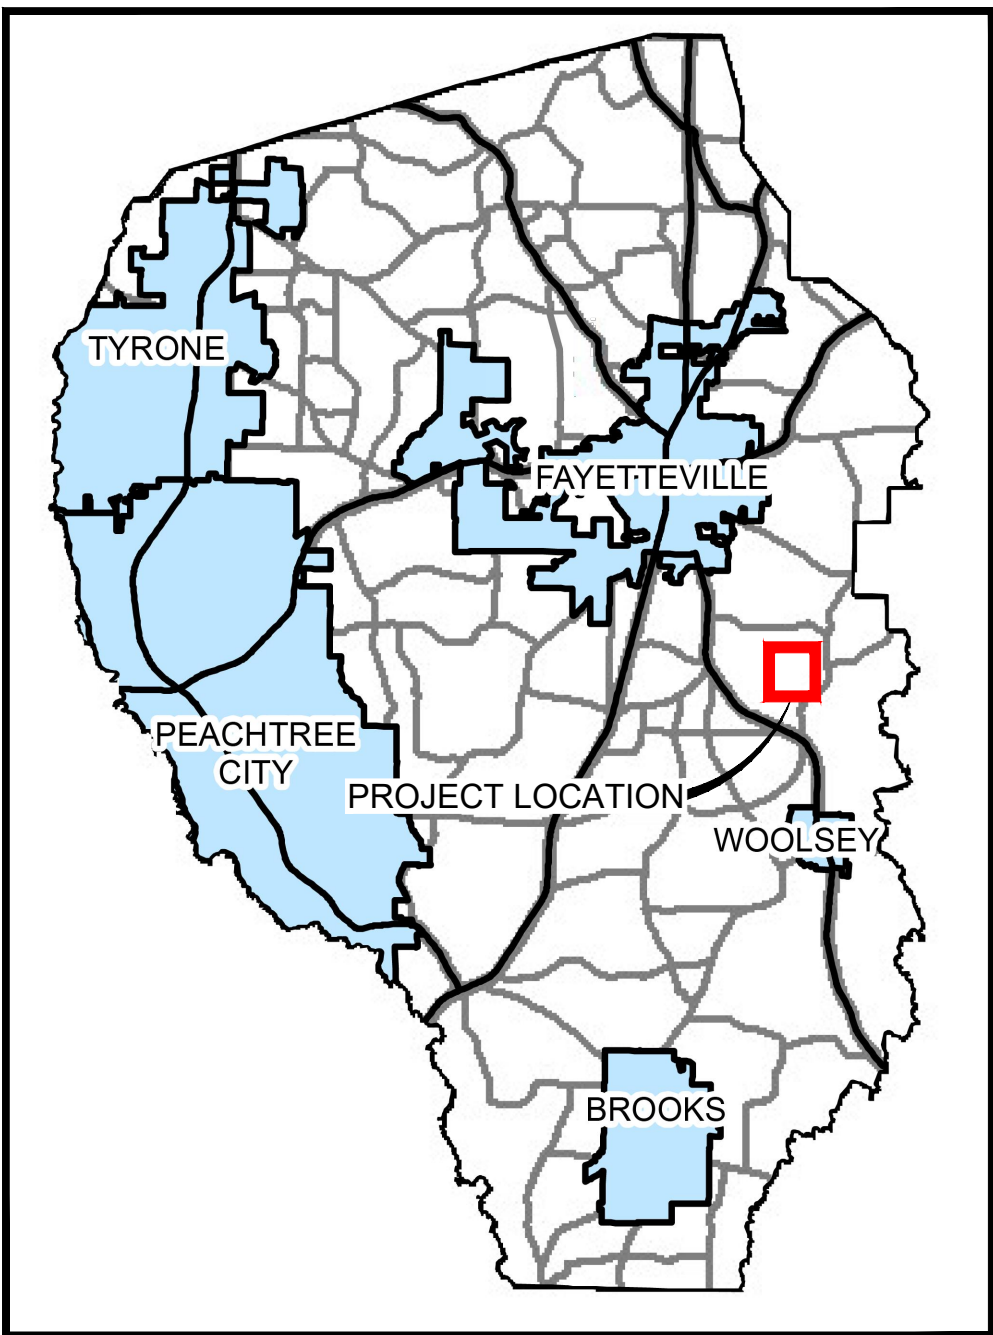 TYRONE
FAYETTEVILLE
PEACHTREE
CITY
PROJECT LOCATION
WOOLSEY
BROOKS